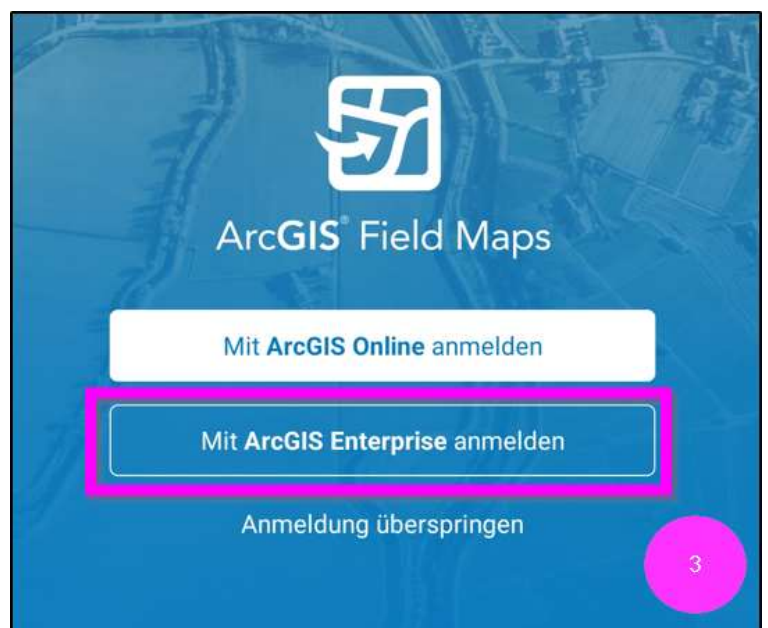 ArcGIS® Field Maps
Mit ArcGIS Online anmelden
Mit ArcGIS Enterprise anmelden
Anmeldung überspringen
3